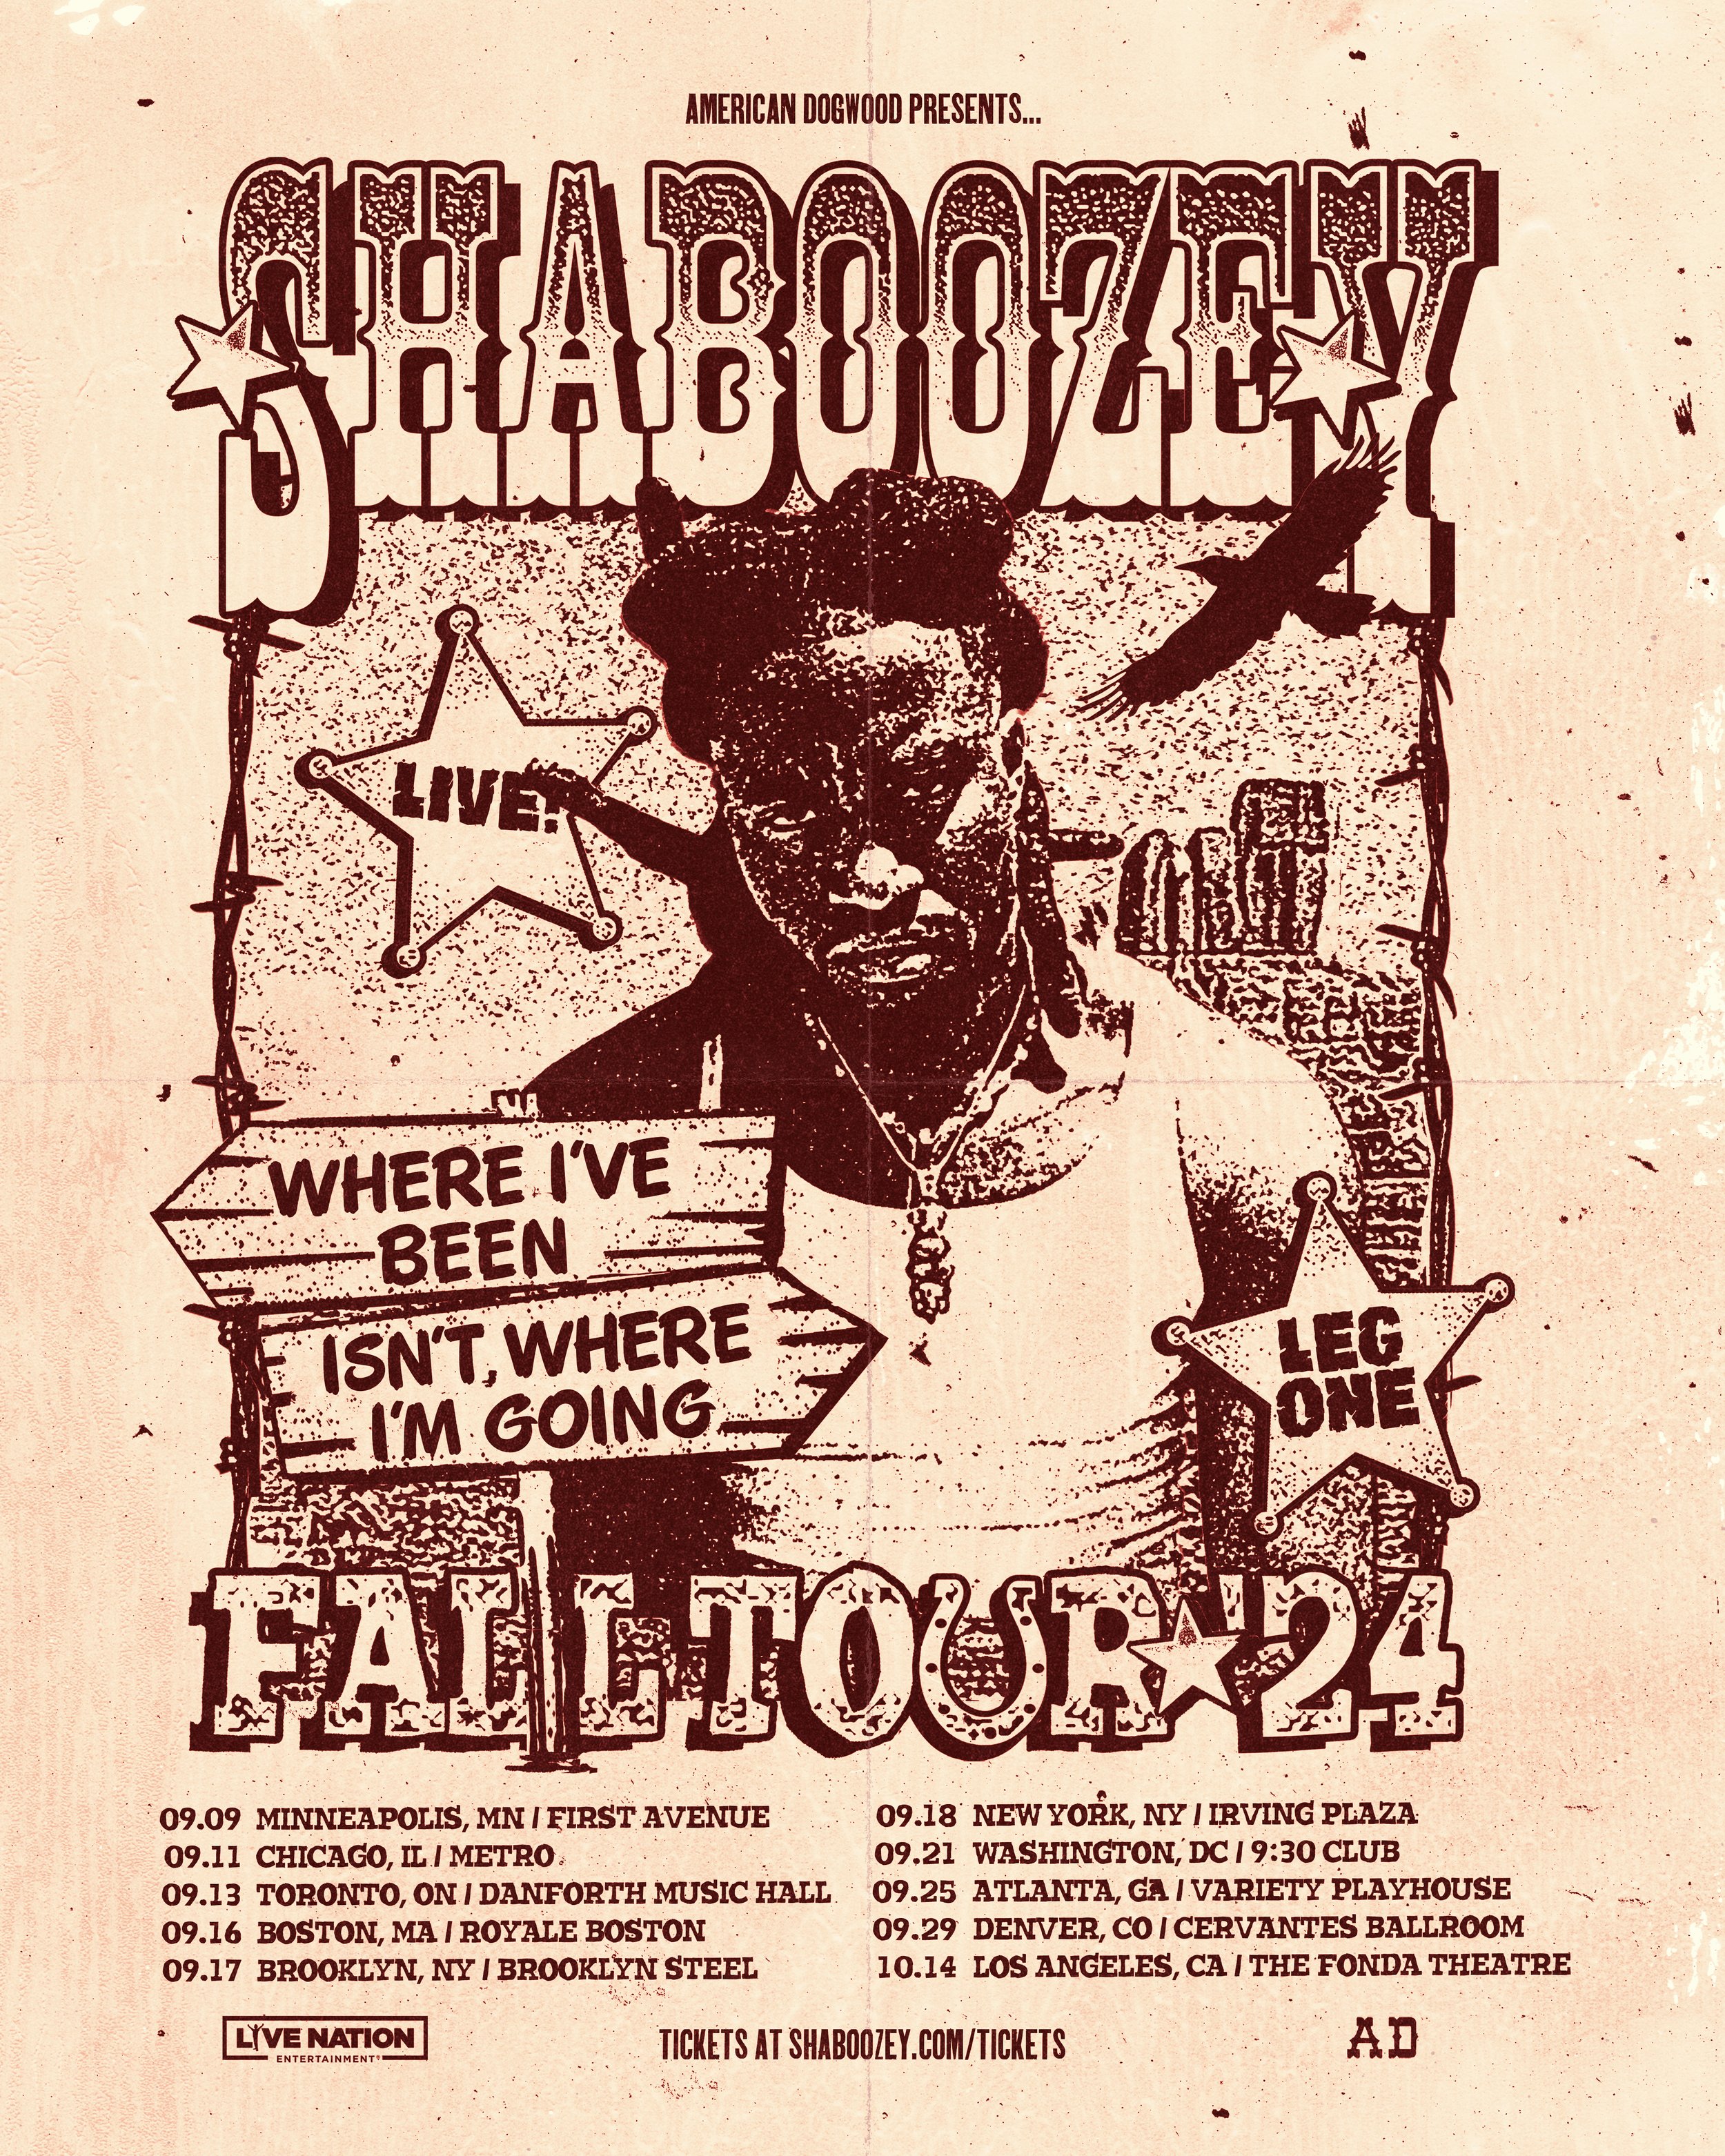 AMERICAN DOGWOOD PRESENTS...
SHABOOZEY
LIVE!
WHERE I'VE
BEEN
ISN'T, WHERE
I'M GOING
LEG
ONE
FALL TOUR '24
09.09 MINNEAPOLIS, MN / FIRST AVENUE
09.11 CHICAGO, IL / METRO
09.13 TORONTO, ON / DANFORTH MUSIC HALL
09.16 BOSTON, MA / ROYALE BOSTON
09.17 BROOKLYN, NY / BROOKLYN STEEL
09.18 NEW YORK, NY / IRVING PLAZA
09.21 WASHINGTON, DC / 9:30 CLUB
09.25 ATLANTA, GA / VARIETY PLAYHOUSE
09.29 DENVER, CO / CERVANTES BALLROOM
10.14 LOS ANGELES, CA / THE FONDA THEATRE
LIVE NATION
ENTERTAINMENT®
TICKETS AT SHABOOZEY.COM/TICKETS
AD